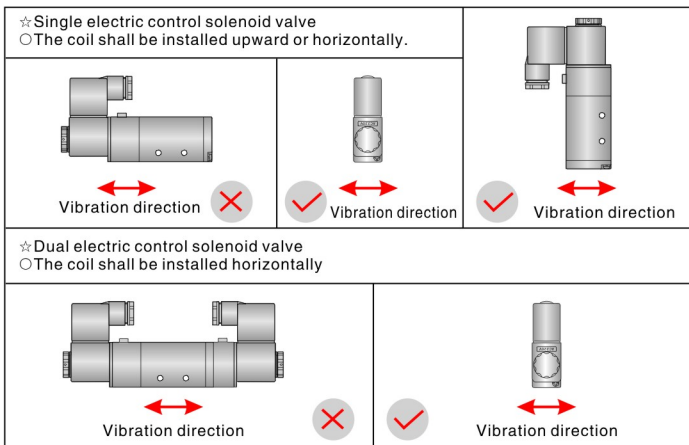 ☆Single electric control solenoid valve
○The coil shall be installed upward or horizontally.
Vibration direction
Vibration direction
Vibration direction
☆Dual electric control solenoid valve
○The coil shall be installed horizontally
Vibration direction
Vibration direction